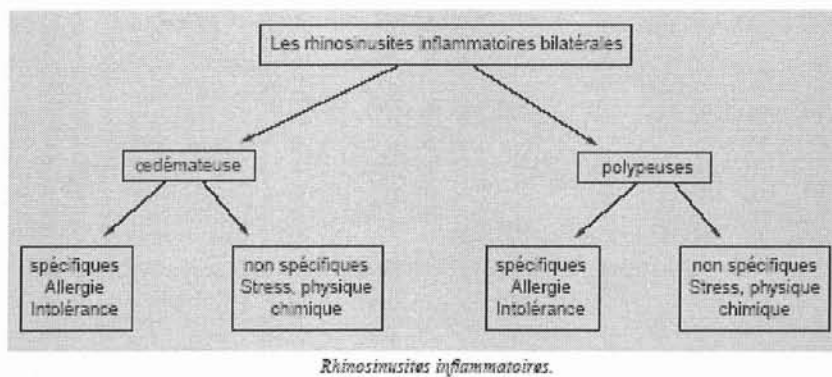 Les rhinosinusites inflammatoires bilatérales
œdémateuse
polypeuses
spécifiques
Allergie
Intolérance
non spécifiques
Stress, physique
chimique
spécifiques
Allergie
Intolérance
non spécifiques
Stress, physique
chimique
Rhinosinusites inflammatoires.